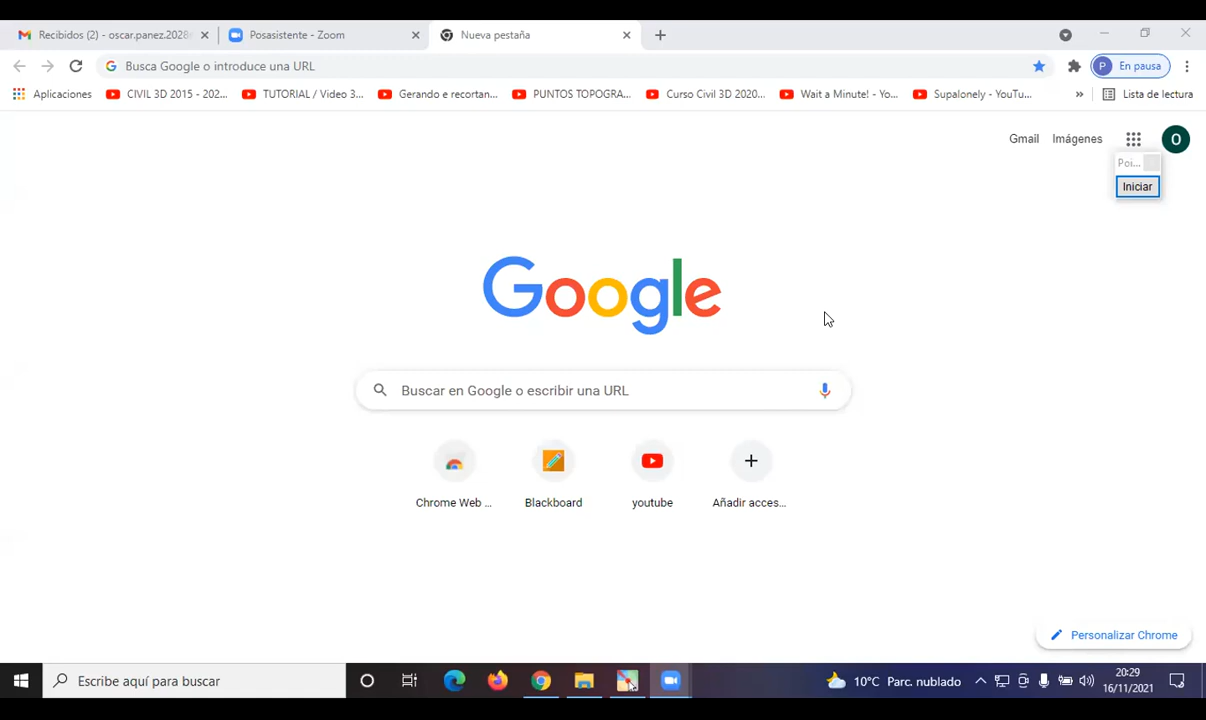 Recibidos (2) - oscar.panez.2028
Posasistente - Zoom
Nueva pestaña
Busca Google o introduce una URL
P En pausa
Aplicaciones
CIVIL 3D 2015 - 202...
TUTORIAL / Video 3...
Gerando e recortan...
PUNTOS TOPOGRA...
Curso Civil 3D 2020...
Wait a Minute! - Yo...
Supalonely - YouTu...
»
Lista de lectura
Gmail
Imágenes
O
Poi...
Iniciar
Google
Buscar en Google o escribir una URL
Chrome Web ...
Blackboard
youtube
Añadir acces...
Personalizar Chrome
Escribe aquí para buscar
10°C Parc. nublado
20:29
16/11/2021